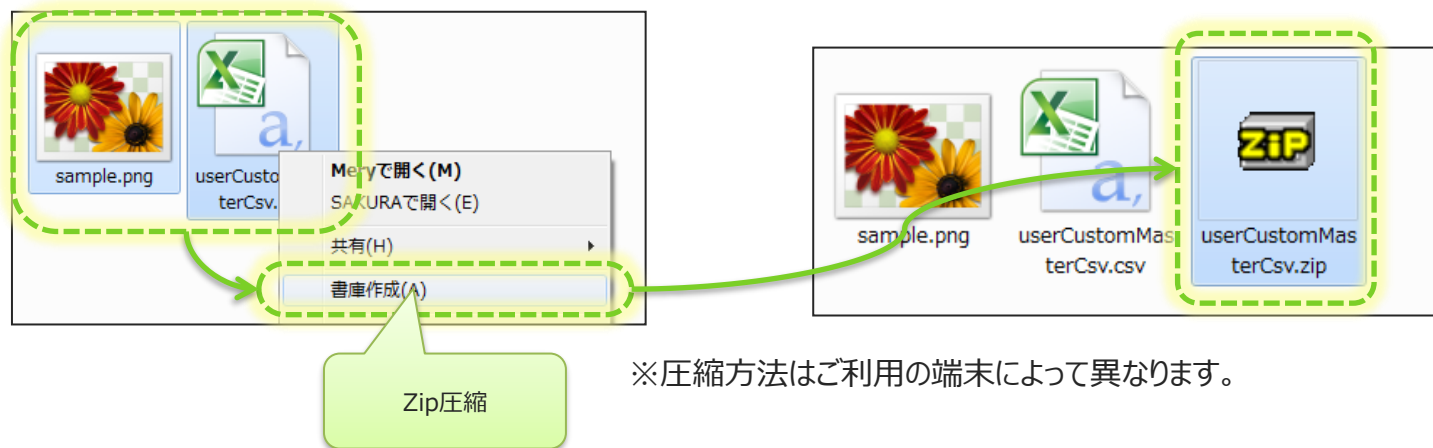 sample.png
userCusto
terCsv.
a,
Meryで開く(M)
SAKURAで開く(E)
共有(H)
書庫作成(A)
Zip圧縮
sample.png
a,
userCustomMas
terCsv.csv
ZiP
userCustomMas
terCsv.zip
※圧縮方法はご利用の端末によって異なります。